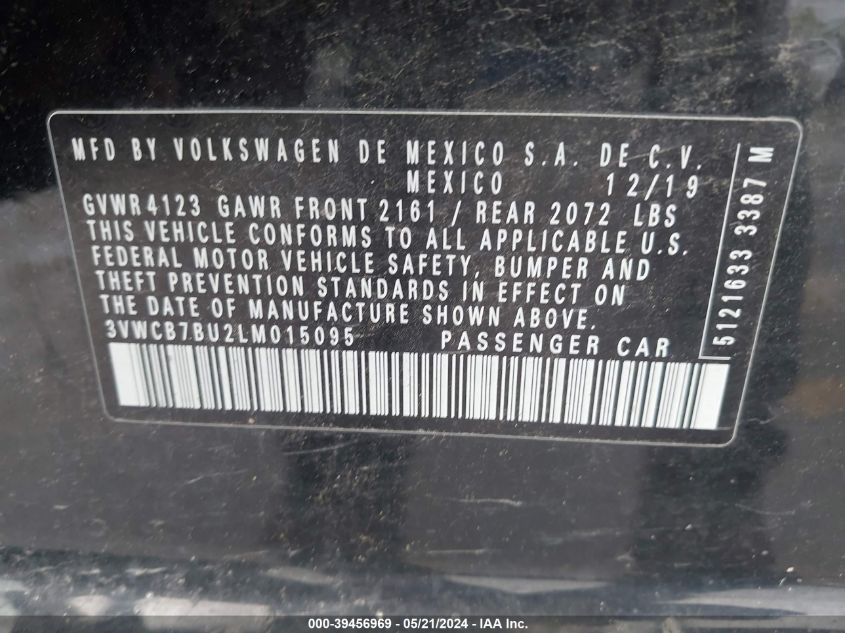 MFD BY VOLKSWAGEN DE MEXICO S.A. DE C.V.
MEXICO 12/19
GVWR 4123 GAWR FRONT 2161 / REAR 2072 LBS
THIS VEHICLE CONFORMS TO ALL APPLICABLE U.S.
FEDERAL MOTOR VEHICLE SAFETY, BUMPER AND
THEFT PREVENTION STANDARDS IN EFFECT ON
THE DATE OF MANUFACTURE SHOWN ABOVE.
3VWCB7BU2LM015095 PASSENGER CAR
5121633 3387 M
000-39456969 - 05/21/2024 - IAA Inc.